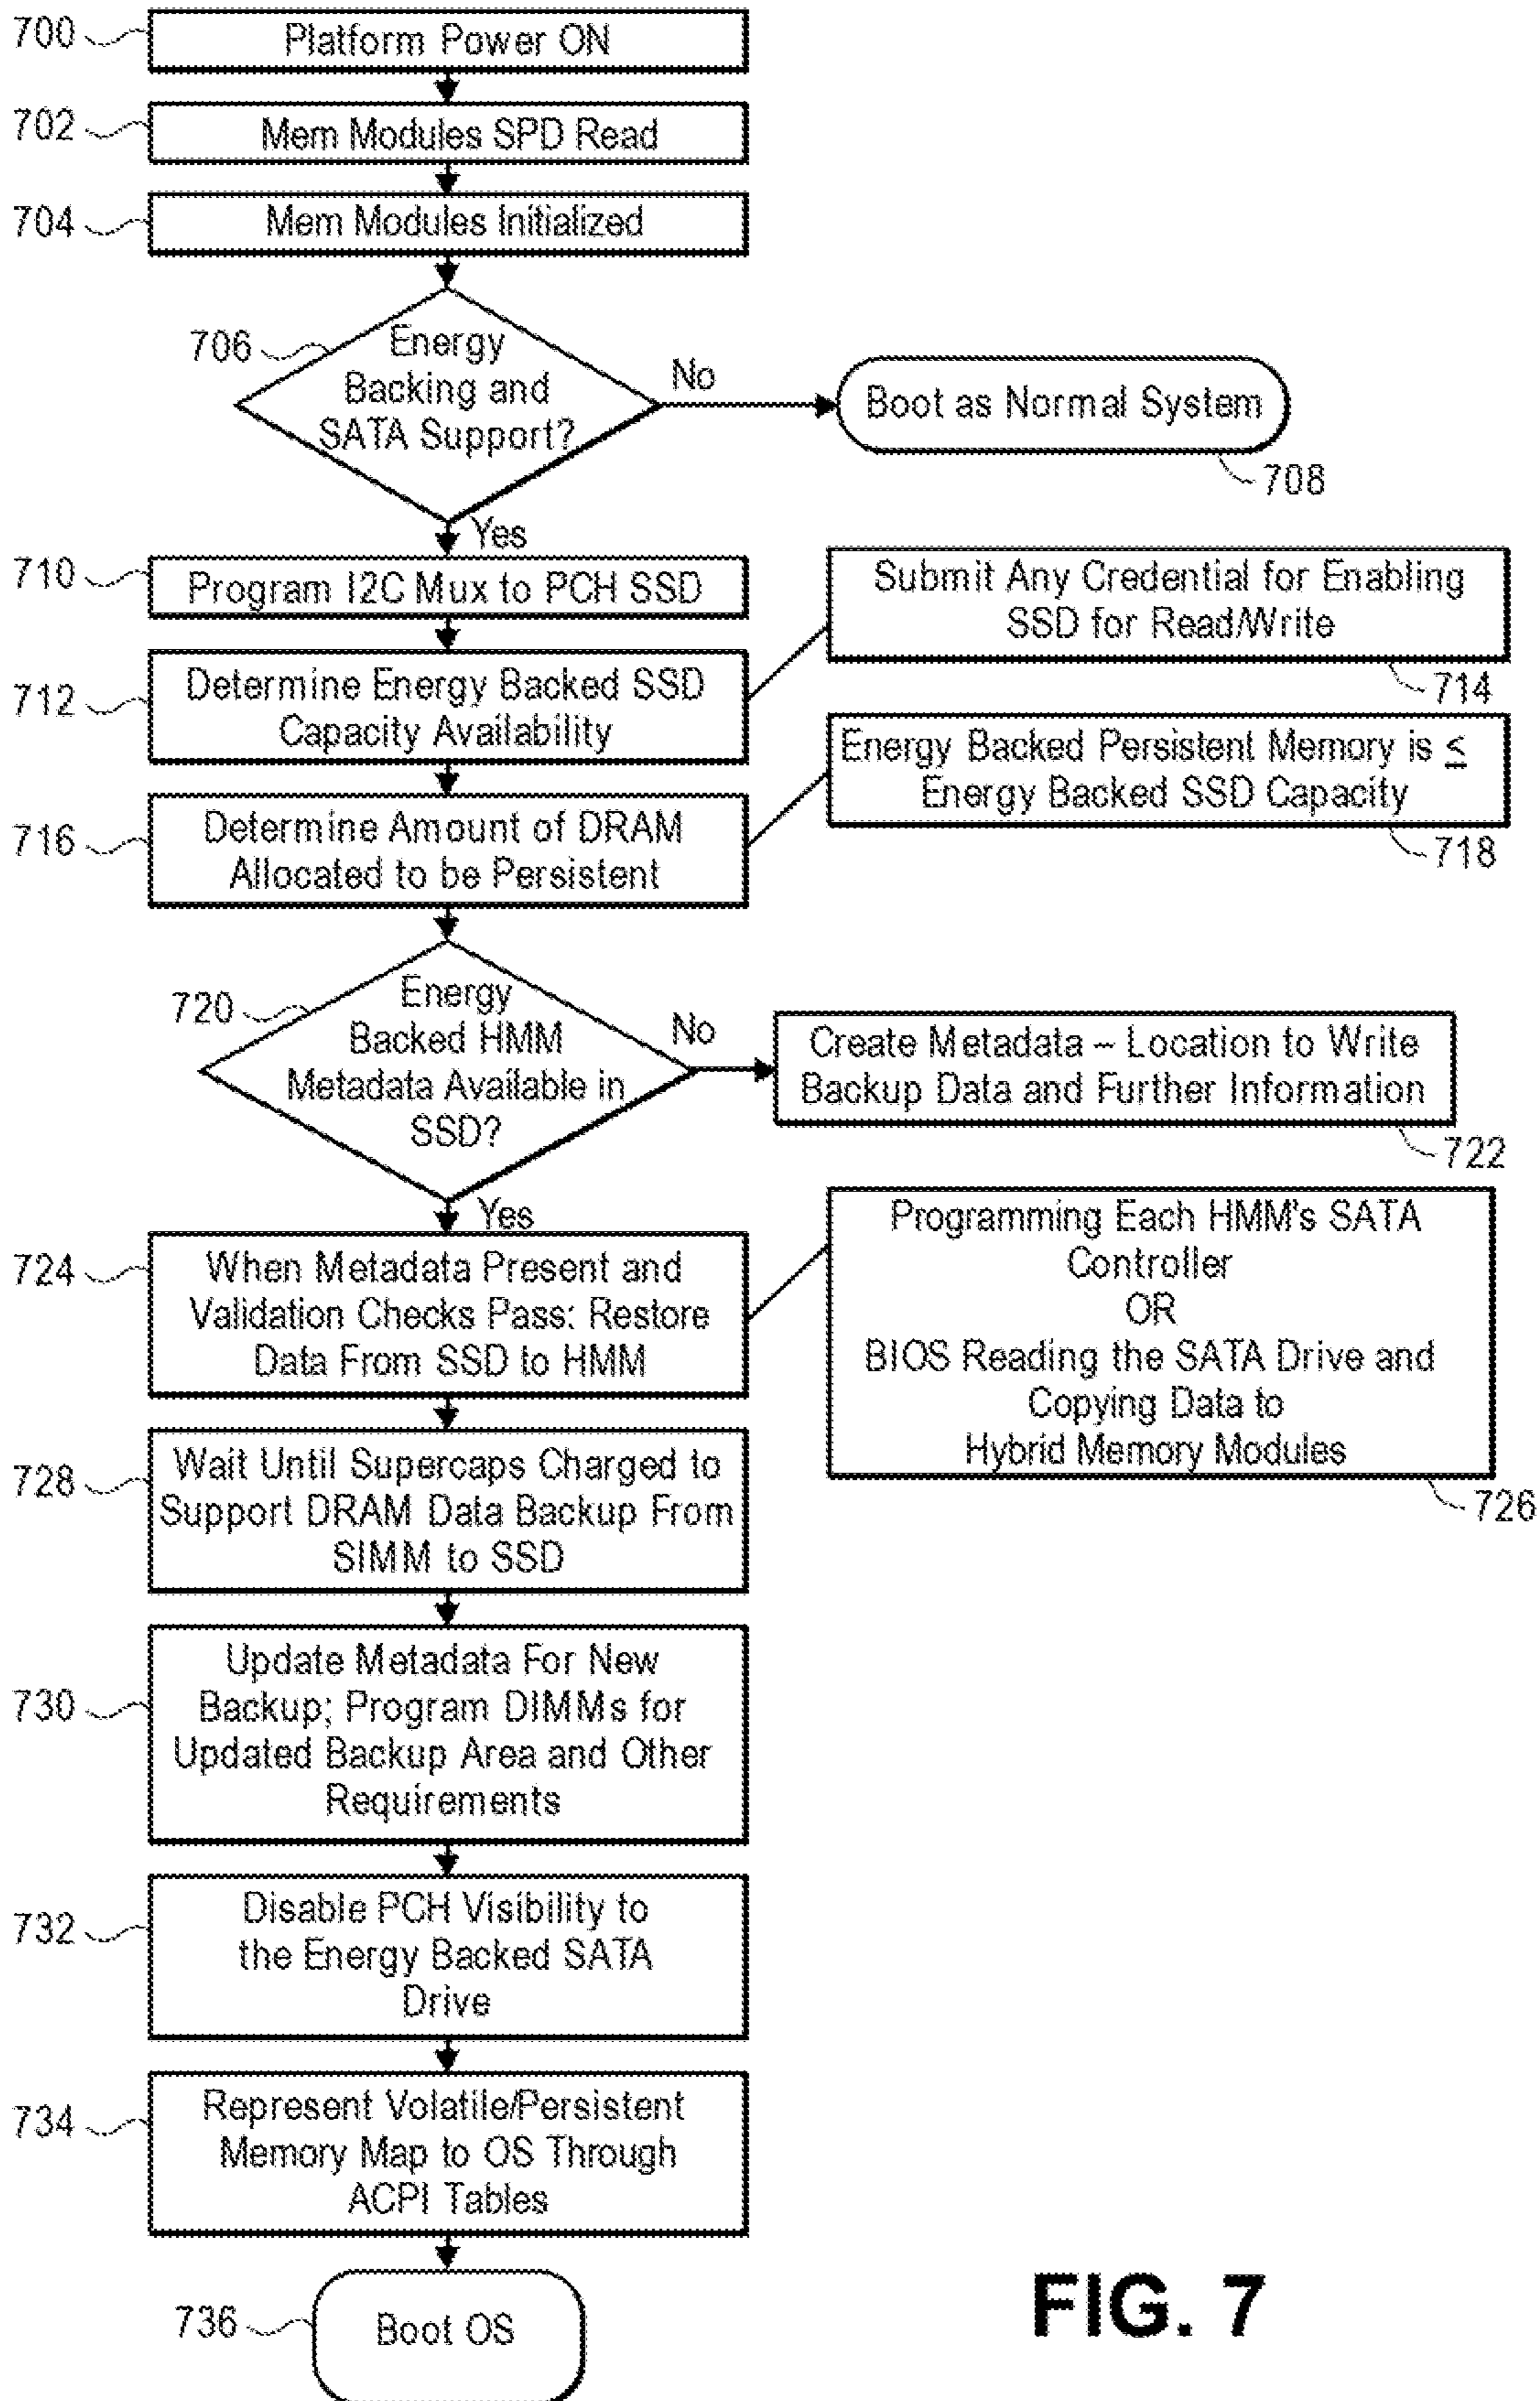 700
Platform Power ON
702
Mem Modules SPD Read
704
Mem Modules Initialized
706
Energy
Backing and
SATA Support?
No
Boot as Normal System
708
Yes
710
Program I2C Mux to PCH SSD
712
Determine Energy Backed SSD
Capacity Availability
Submit Any Credential for Enabling
SSD for Read/Write
714
716
Determine Amount of DRAM
Allocated to be Persistent
Energy Backed Persistent Memory is ≤
Energy Backed SSD Capacity
718
720
Energy
Backed HMM
Metadata Available in
SSD?
No
Create Metadata – Location to Write
Backup Data and Further Information
722
Yes
724
When Metadata Present and
Validation Checks Pass: Restore
Data From SSD to HMM
Programming Each HMM's SATA
Controller
OR
BIOS Reading the SATA Drive and
Copying Data to
Hybrid Memory Modules
726
728
Wait Until Supercaps Charged to
Support DRAM Data Backup From
SIMM to SSD
730
Update Metadata For New
Backup; Program DIMMs for
Updated Backup Area and Other
Requirements
732
Disable PCH Visibility to
the Energy Backed SATA
Drive
734
Represent Volatile/Persistent
Memory Map to OS Through
ACPI Tables
736
Boot OS
FIG. 7